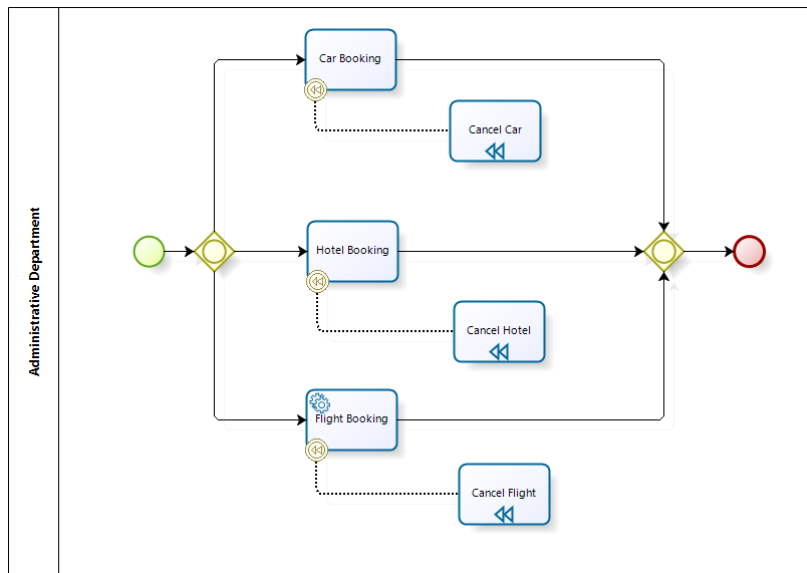 Administrative Department
Car Booking
Cancel Car
Hotel Booking
Cancel Hotel
Flight Booking
Cancel Flight